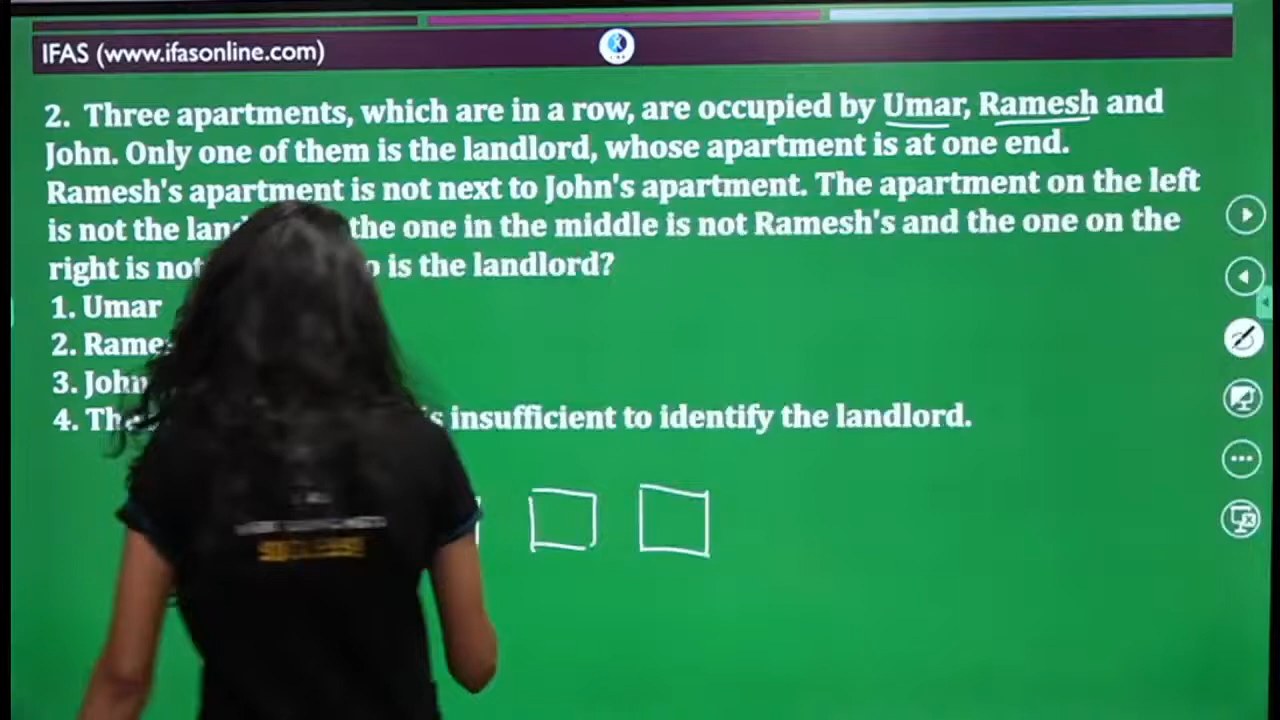 IFAS (www.ifasonline.com)
2. Three apartments, which are in a row, are occupied by Umar, Ramesh and
John. Only one of them is the landlord, whose apartment is at one end.
Ramesh's apartment is not next to John's apartment. The apartment on the left
is not the the one in the middle is not Ramesh's and the one on the
right is not is the landlord?
1. Umar
2.
3. John
4. insufficient to identify the landlord.